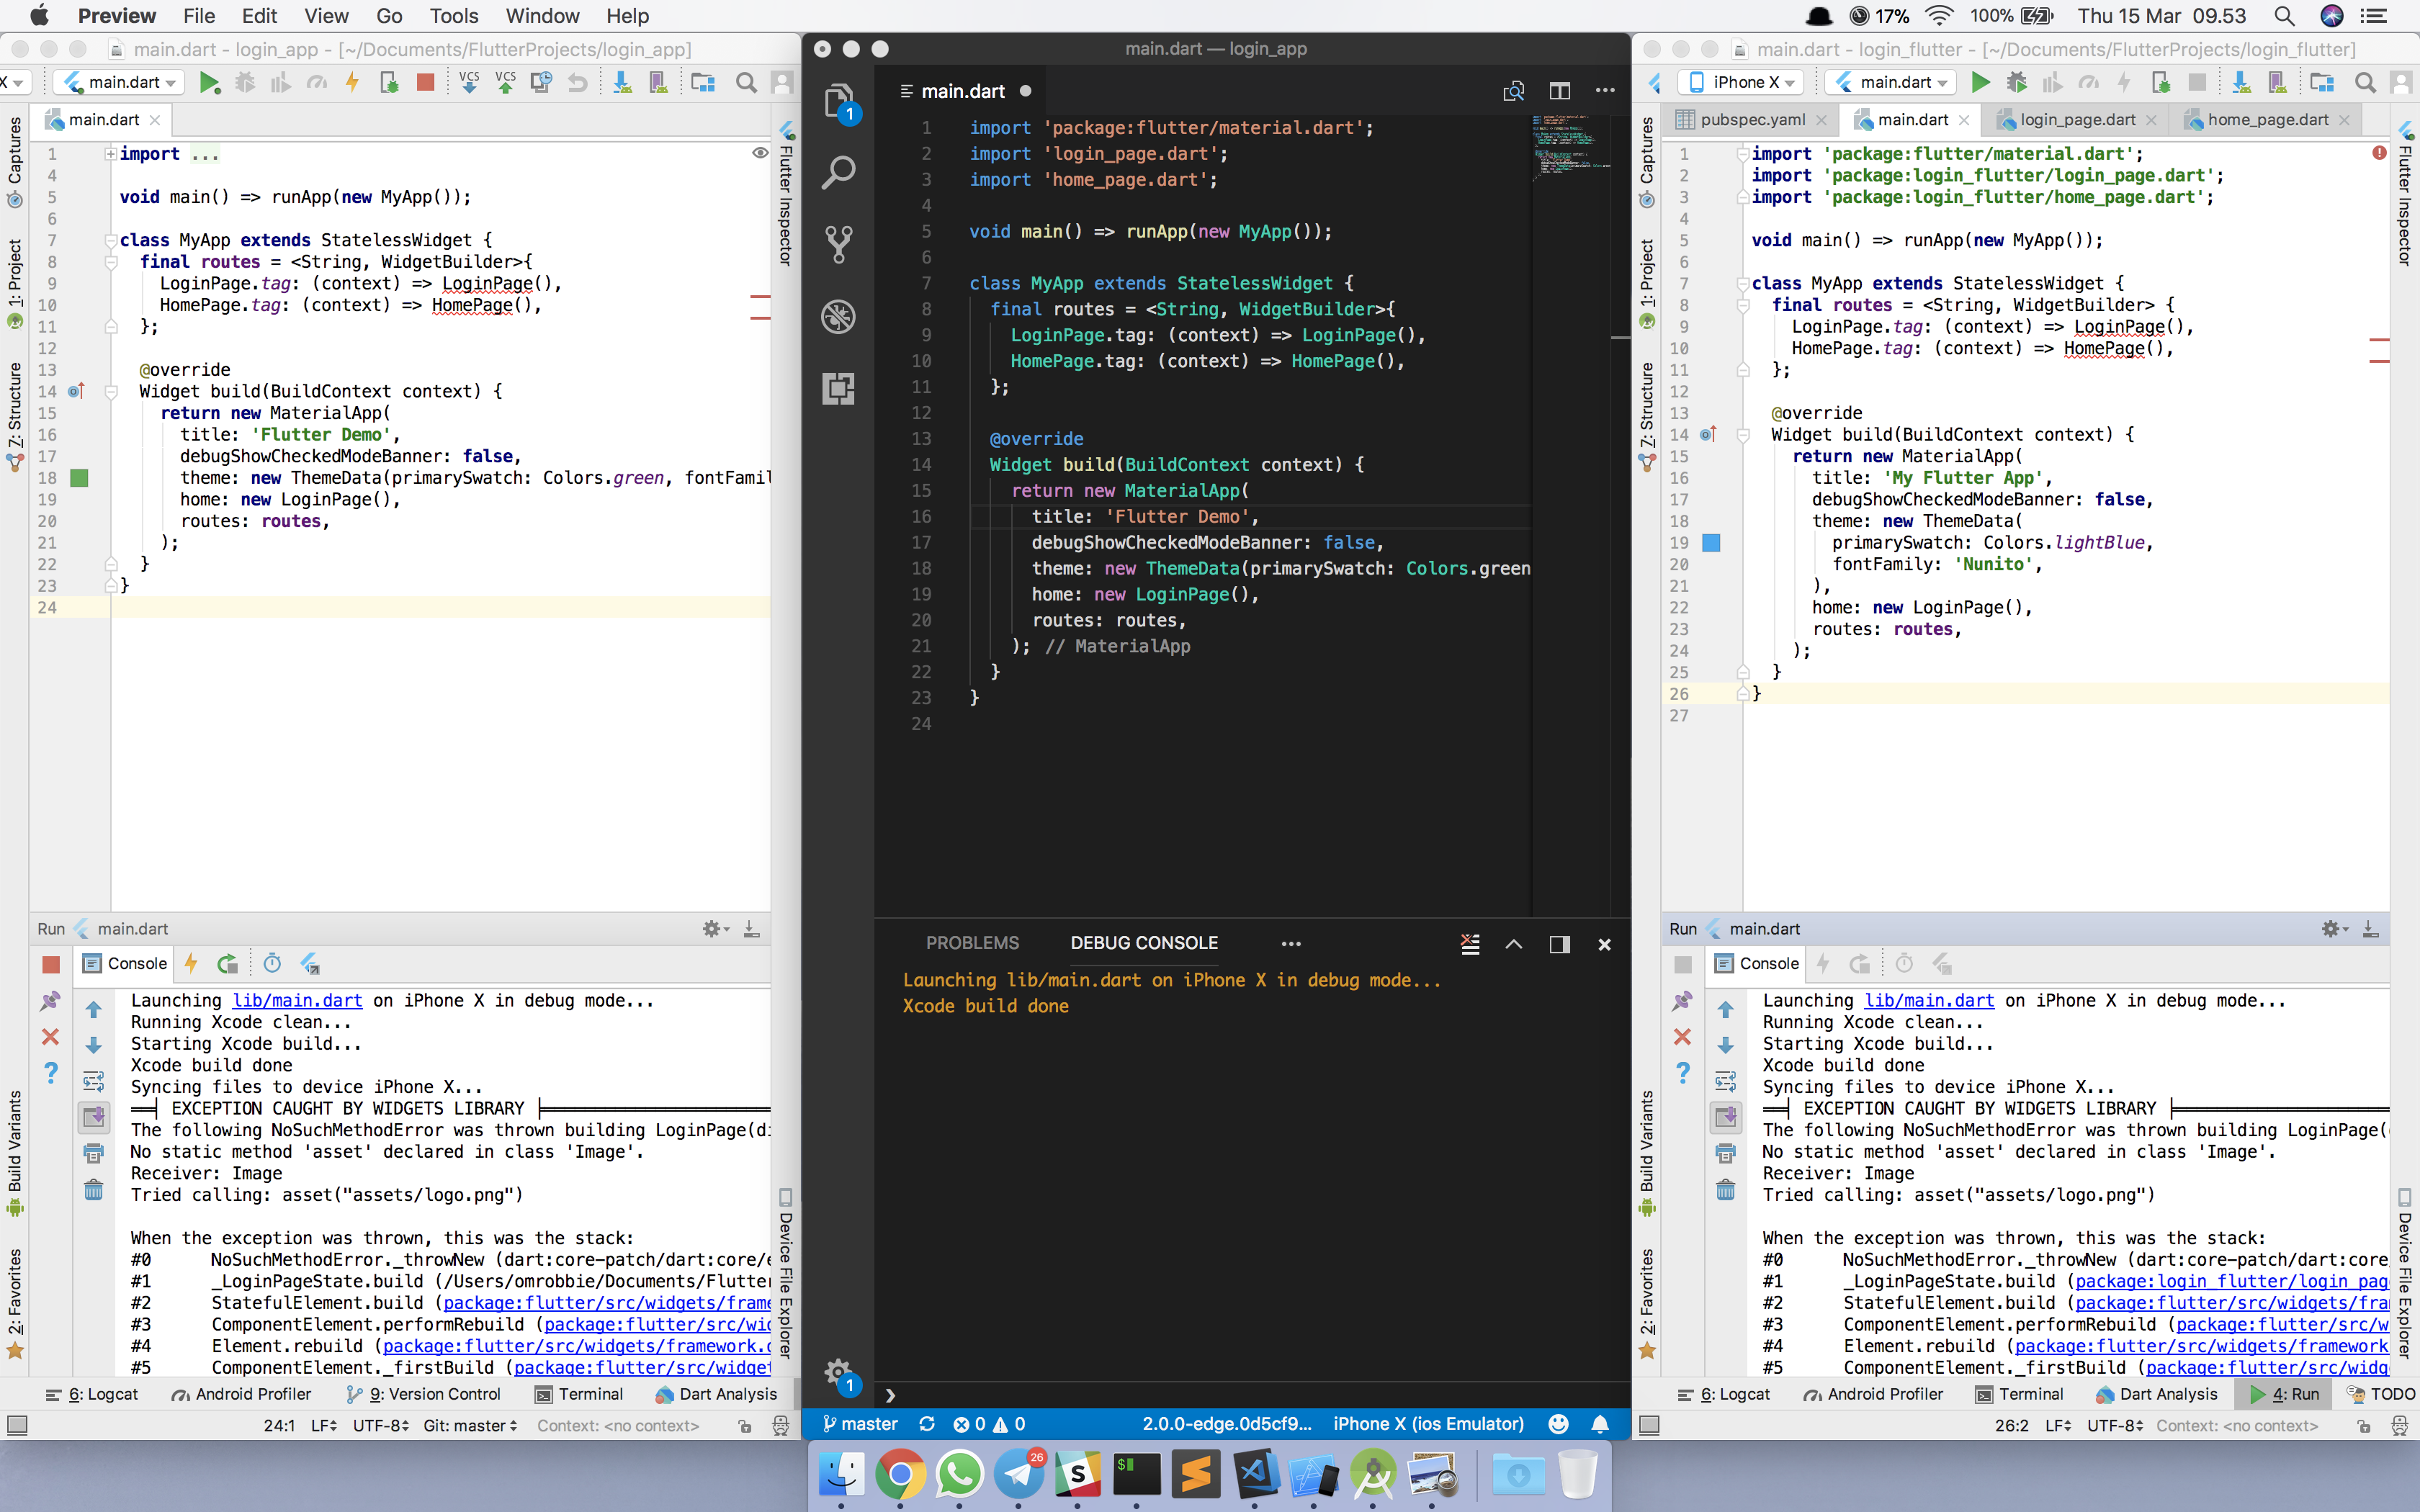 Preview File Edit View Go Tools Window Help
17% 100% Thu 15 Mar 09.53
main.dart - login_app - [~/Documents/FlutterProjects/login_app]
X main.dart VCS VCS
main.dart
Captures
1: Project
7: Structure
Build Variants
2: Favorites
1 import ...
4
5 void main() => runApp(new MyApp());
6
7 class MyApp extends StatelessWidget {
8 final routes = <String, WidgetBuilder>{
9 LoginPage.tag: (context) => LoginPage(),
10 HomePage.tag: (context) => HomePage(),
11 };
12
13 @override
14 Widget build(BuildContext context) {
15 return new MaterialApp(
16 title: 'Flutter Demo',
17 debugShowCheckedModeBanner: false,
18 theme: new ThemeData(primarySwatch: Colors.green, fontFamil
19 home: new LoginPage(),
20 routes: routes,
21 );
22 }
23 }
24
Flutter Inspector
Device File Explorer
Run main.dart
Console
Launching lib/main.dart on iPhone X in debug mode...
Running Xcode clean...
Starting Xcode build...
Xcode build done
Syncing files to device iPhone X...
══╡ EXCEPTION CAUGHT BY WIDGETS LIBRARY ╞══
The following NoSuchMethodError was thrown building LoginPage(di
No static method 'asset' declared in class 'Image'.
Receiver: Image
Tried calling: asset("assets/logo.png")
When the exception was thrown, this was the stack:
#0 NoSuchMethodError._throwNew (dart:core-patch/dart:core/e
#1 _LoginPageState.build (/Users/omrobbie/Documents/Flutter
#2 StatefulElement.build (package:flutter/src/widgets/frame
#3 ComponentElement.performRebuild (package:flutter/src/wid
#4 Element.rebuild (package:flutter/src/widgets/framework.d
#5 ComponentElement._firstBuild (package:flutter/src/widget
6: Logcat Android Profiler 9: Version Control Terminal Dart Analysis
24:1 LF UTF-8 Git: master Context: <no context>
main.dart — login_app
main.dart
1
1 import 'package:flutter/material.dart';
2 import 'login_page.dart';
3 import 'home_page.dart';
4
5 void main() => runApp(new MyApp());
6
7 class MyApp extends StatelessWidget {
8 final routes = <String, WidgetBuilder>{
9 LoginPage.tag: (context) => LoginPage(),
10 HomePage.tag: (context) => HomePage(),
11 };
12
13 @override
14 Widget build(BuildContext context) {
15 return new MaterialApp(
16 title: 'Flutter Demo',
17 debugShowCheckedModeBanner: false,
18 theme: new ThemeData(primarySwatch: Colors.green
19 home: new LoginPage(),
20 routes: routes,
21 ); // MaterialApp
22 }
23 }
24
PROBLEMS DEBUG CONSOLE
Launching lib/main.dart on iPhone X in debug mode...
Xcode build done
1
master 0 0 2.0.0-edge.0d5cf9... iPhone X (ios Emulator)
26
main.dart - login_flutter - [~/Documents/FlutterProjects/login_flutter]
iPhone X main.dart
pubspec.yaml main.dart login_page.dart home_page.dart
Captures
1: Project
7: Structure
Build Variants
2: Favorites
1 import 'package:flutter/material.dart';
2 import 'package:login_flutter/login_page.dart';
3 import 'package:login_flutter/home_page.dart';
4
5 void main() => runApp(new MyApp());
6
7 class MyApp extends StatelessWidget {
8 final routes = <String, WidgetBuilder> {
9 LoginPage.tag: (context) => LoginPage(),
10 HomePage.tag: (context) => HomePage(),
11 };
12
13 @override
14 Widget build(BuildContext context) {
15 return new MaterialApp(
16 title: 'My Flutter App',
17 debugShowCheckedModeBanner: false,
18 theme: new ThemeData(
19 primarySwatch: Colors.lightBlue,
20 fontFamily: 'Nunito',
21 ),
22 home: new LoginPage(),
23 routes: routes,
24 );
25 }
26 }
27
Flutter Inspector
Device File Explorer
Run main.dart
Console
Launching lib/main.dart on iPhone X in debug mode...
Running Xcode clean...
Starting Xcode build...
Xcode build done
Syncing files to device iPhone X...
══╡ EXCEPTION CAUGHT BY WIDGETS LIBRARY ╞══
The following NoSuchMethodError was thrown building LoginPage(
No static method 'asset' declared in class 'Image'.
Receiver: Image
Tried calling: asset("assets/logo.png")
When the exception was thrown, this was the stack:
#0 NoSuchMethodError._throwNew (dart:core-patch/dart:core
#1 _LoginPageState.build (package:login_flutter/login_pag
#2 StatefulElement.build (package:flutter/src/widgets/fra
#3 ComponentElement.performRebuild (package:flutter/src/w
#4 Element.rebuild (package:flutter/src/widgets/framework
#5 ComponentElement._firstBuild (package:flutter/src/widg
6: Logcat Android Profiler Terminal Dart Analysis 4: Run TODO
26:2 LF UTF-8 Context: <no context>